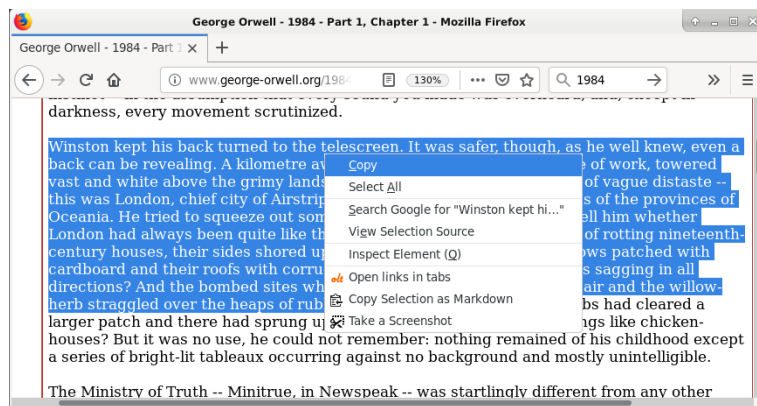 George Orwell - 1984 - Part 1, Chapter 1 - Mozilla Firefox
George Orwell - 1984 - Part 1
www.george-orwell.org/1984
130%
1984
darkness, every movement scrutinized.
Winston kept his back turned to the telescreen. It was safer, though, as he well knew, even a
back can be revealing. A kilometre
Copy
e of work, towered
vast and white above the grimy
Select All
of vague distaste --
this was London, chief city of
Search Google for "Winston kept hi..."
s of the provinces of
Oceania. He tried to squeeze out
View Selection Source
ell him whether
London had always been quite like
of rotting nineteenth-
century houses, their sides shored
Inspect Element (Q)
ows patched with
cardboard and their roofs with
Open links in tabs
s sagging in all
directions? And the bombed sites
Copy Selection as Markdown
air and the willow-
herb straggled over the heaps of
bs had cleared a
larger patch and there had sprung
Take a Screenshot
ngs like chicken-
houses? But it was no use, he could not remember: nothing remained of his childhood except
a series of bright-lit tableaux occurring against no background and mostly unintelligible.
The Ministry of Truth -- Minitrue, in Newspeak -- was startlingly different from any other